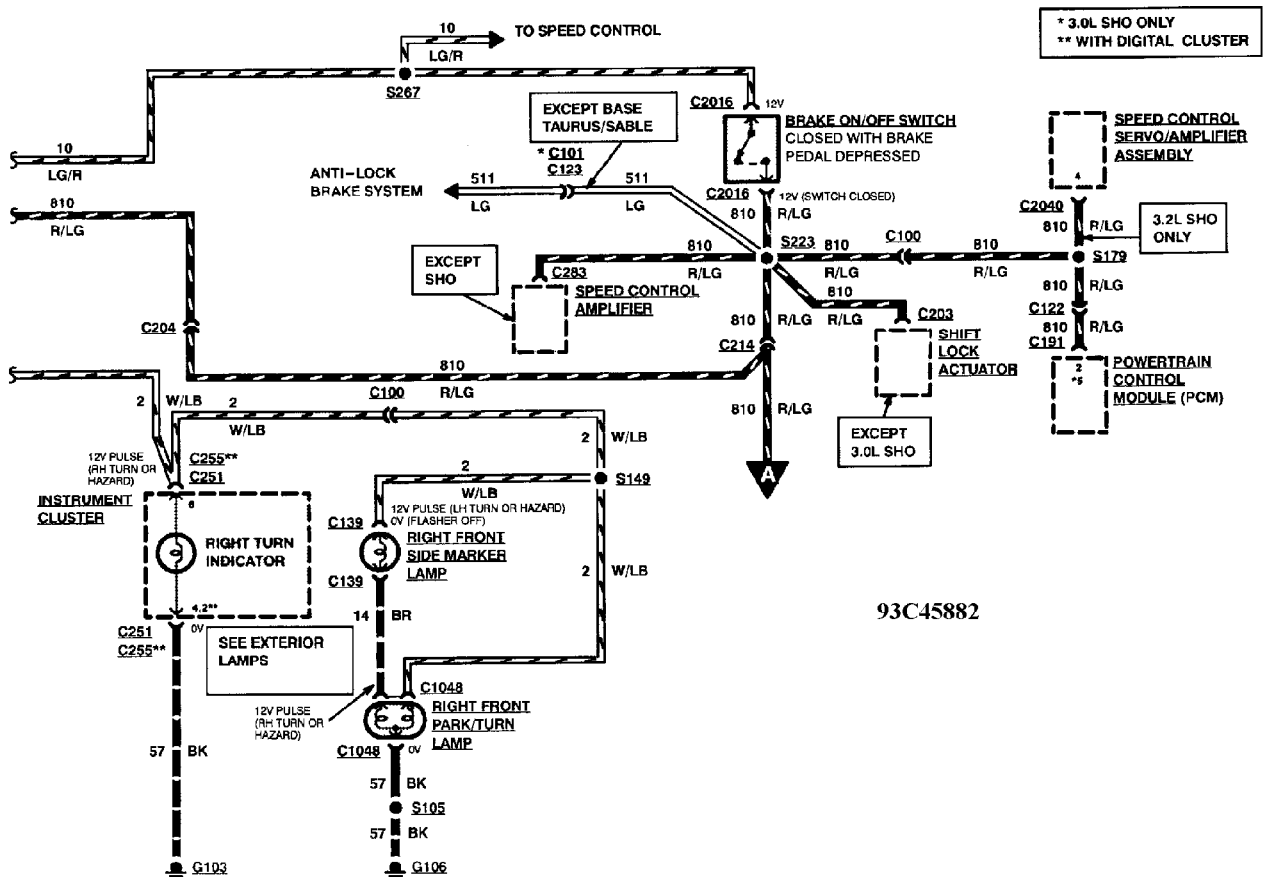 10
TO SPEED CONTROL
LG/R
S267
* 3.0L SHO ONLY
** WITH DIGITAL CLUSTER
EXCEPT BASE
TAURUS/SABLE
C2016
12V
BRAKE ON/OFF SWITCH
CLOSED WITH BRAKE
PEDAL DEPRESSED
SPEED CONTROL
SERVO/AMPLIFIER
ASSEMBLY
4
10
LG/R
* C101
C123
ANTI-LOCK
BRAKE SYSTEM
511
LG
511
LG
C2016
12V (SWITCH CLOSED)
810
R/LG
C2040
810
R/LG
3.2L SHO
ONLY
810
R/LG
EXCEPT
SHO
C283
810
R/LG
S223
810
R/LG
C100
810
R/LG
S179
SPEED CONTROL
AMPLIFIER
810
R/LG
810
R/LG
C122
C204
810
R/LG
C214
C203
SHIFT
LOCK
ACTUATOR
810
R/LG
C191
2
*5
POWERTRAIN
CONTROL
MODULE (PCM)
810
R/LG
C100
810
R/LG
EXCEPT
3.0L SHO
2
W/LB
2
W/LB
2
W/LB
12V PULSE
(RH TURN OR
HAZARD)
C255**
C251
A
2
W/LB
S149
INSTRUMENT
CLUSTER
6
12V PULSE (LH TURN OR HAZARD)
0V (FLASHER OFF)
C139
RIGHT FRONT
SIDE MARKER
LAMP
RIGHT TURN
INDICATOR
C139
2
W/LB
4,2**
14
BR
93C45882
C251
C255**
0V
SEE EXTERIOR
LAMPS
C1048
12V PULSE
(RH TURN OR
HAZARD)
RIGHT FRONT
PARK/TURN
LAMP
C1048
0V
57
BK
57
BK
S105
57
BK
G103
G106